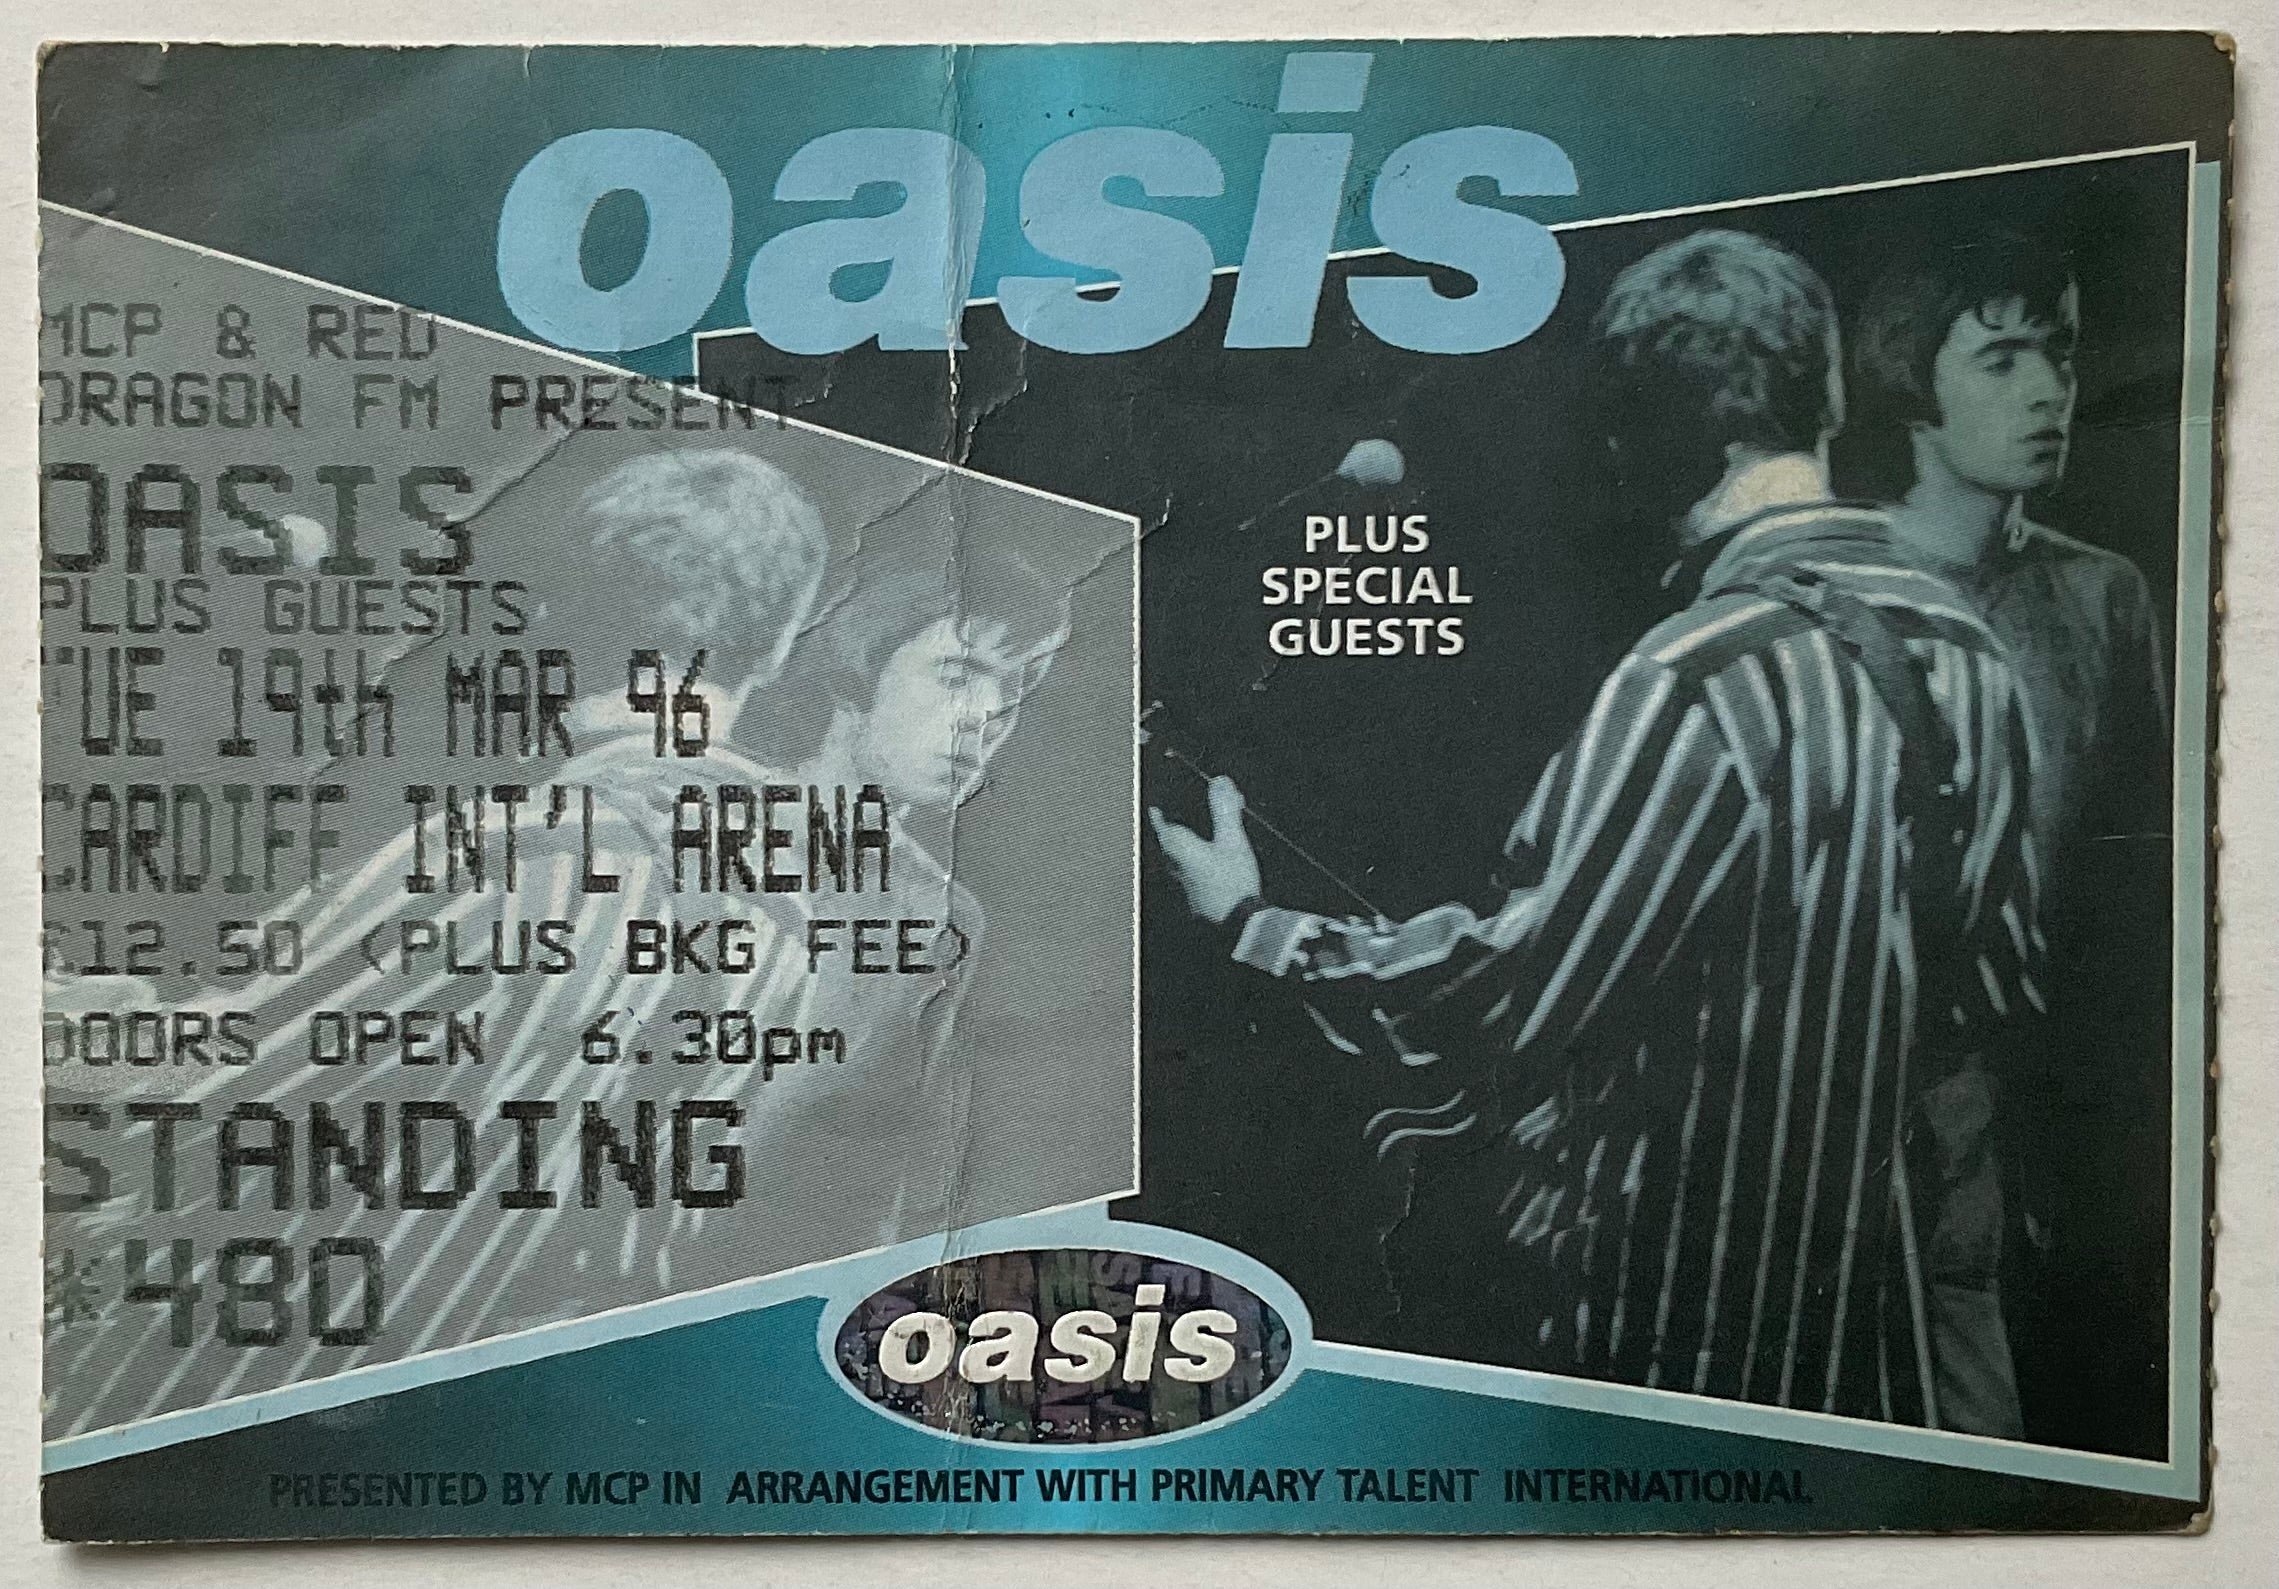 oasis
MCP & RED
DRAGON FM PRESENT
OASIS
PLUS GUESTS
TUE 19th MAR 96
CARDIFF INT'L ARENA
£12.50 <PLUS BKG FEE>
DOORS OPEN 6.30pm
STANDING
*480
PLUS
SPECIAL
GUESTS
oasis
PRESENTED BY MCP IN ARRANGEMENT WITH PRIMARY TALENT INTERNATIONAL